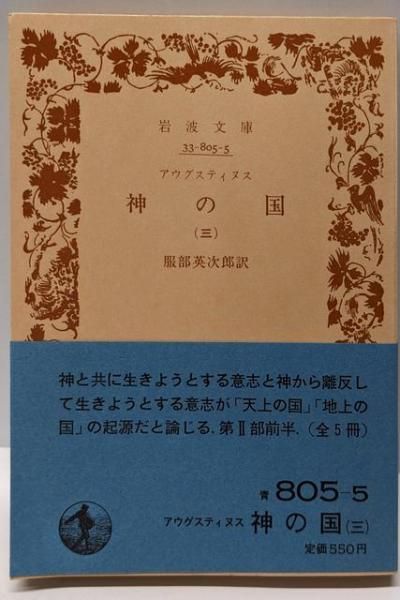 岩波文庫
33-805-5
アウグスティヌス
神の国
(三)
服部英次郎訳
神と共に生きようとする意志と神から離反し
て生きようとする意志が「天上の国」「地上の
国」の起源だと論じる．第Ⅱ部前半．（全5冊）
青 805-5
アウグスティヌス 神の国(三)
定価550円